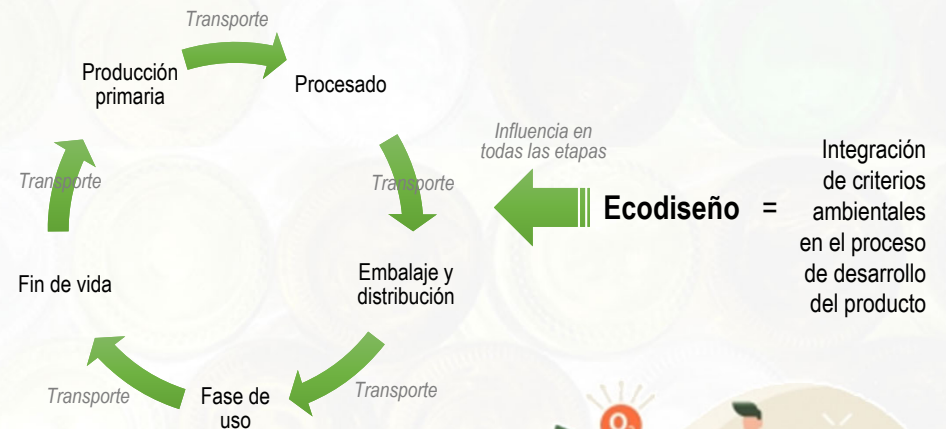 Transporte
Producción
primaria
Procesado
Transporte
Embalaje y
distribución
Transporte
Fase de
uso
Transporte
Fin de vida
Transporte
Influencia en
todas las etapas
Ecodiseño =
Integración
de criterios
ambientales
en el proceso
de desarrollo
del producto